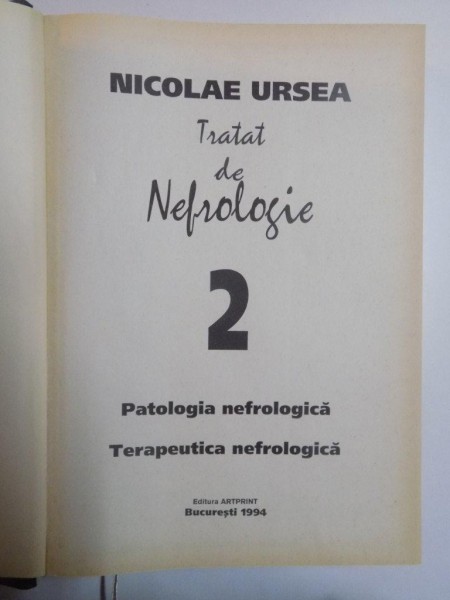 NICOLAE URSEA
Tratat
de
Nefrologie
2
Patologia nefrologică
Terapeutica nefrologică
Editura ARTPRINT
Bucureşti 1994